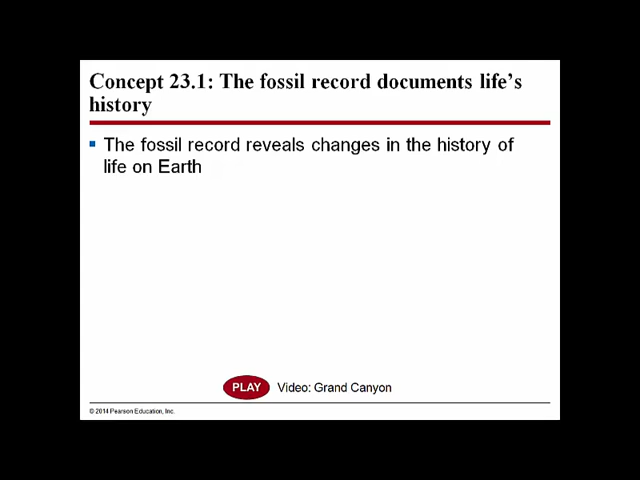 Concept 23.1: The fossil record documents life’s
history
The fossil record reveals changes in the history of
life on Earth
PLAY Video: Grand Canyon
© 2014 Pearson Education, Inc.